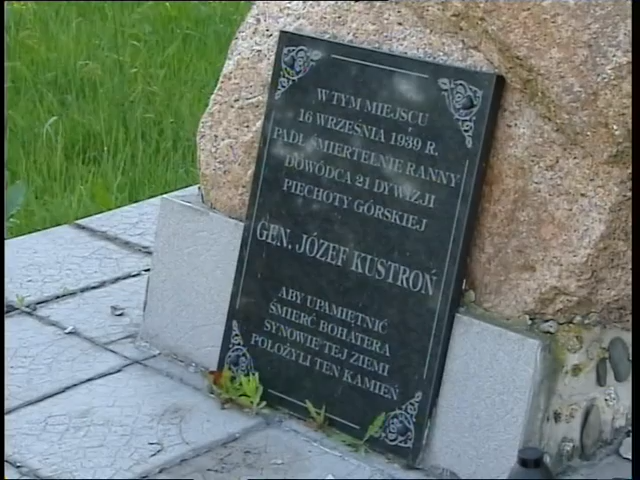 W TYM MIEJSCU
16 WRZEŚNIA 1939 R.
PADŁ ŚMIERTELNIE RANNY
DOWÓDCA 21 DYWIZJI
PIECHOTY GÓRSKIEJ
GEN. JÓZEF KUSTROŃ
ABY UPAMIĘTNIĆ
ŚMIERĆ BOHATERA
SYNOWIE TEJ ZIEMI
POŁOŻYLI TEN KAMIEŃ